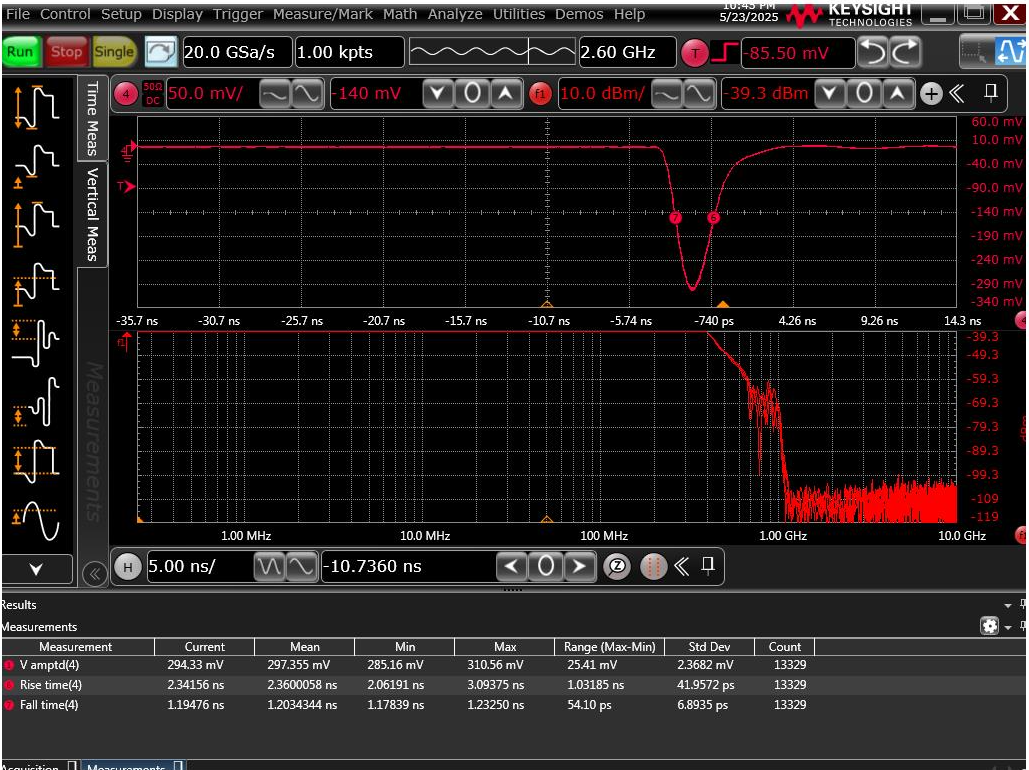 File Control Setup Display Trigger Measure/Mark Math Analyze Utilities Demos Help
10:45 PM
5/23/2025
KEYSIGHT
TECHNOLOGIES
Run Stop Single 20.0 GSa/s 1.00 kpts 2.60 GHz T -85.50 mV
4 50Ω DC 50.0 mV/ -140 mV 0 f1 10.0 dBm/ -39.3 dBm 0
Time Meas
Vertical Meas
Measurements
60.0 mV
10.0 mV
-40.0 mV
T
-90.0 mV
-140 mV
7 6
-190 mV
-240 mV
-290 mV
-340 mV
-35.7 ns -30.7 ns -25.7 ns -20.7 ns -15.7 ns -10.7 ns -5.74 ns -740 ps 4.26 ns 9.26 ns 14.3 ns
f1
-39.3
-49.3
-59.3
-69.3
-79.3
dBm
-89.3
-99.3
-109
-119
1.00 MHz 10.0 MHz 100 MHz 1.00 GHz 10.0 GHz
H 5.00 ns/ -10.7360 ns 0 Z
Results
Measurements
Measurement Current Mean Min Max Range (Max-Min) Std Dev Count
V amptd(4) 294.33 mV 297.355 mV 285.16 mV 310.56 mV 25.41 mV 2.3682 mV 13329
6 Rise time(4) 2.34156 ns 2.3600058 ns 2.06191 ns 3.09375 ns 1.03185 ns 41.9572 ps 13329
7 Fall time(4) 1.19476 ns 1.2034344 ns 1.17839 ns 1.23250 ns 54.10 ps 6.8935 ps 13329
Acquisition Measurements